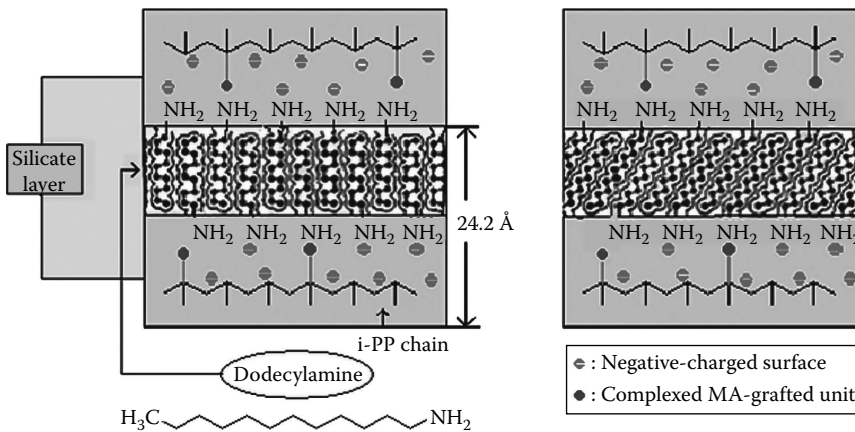 NH2 NH2 NH2 NH2 NH2
NH2 NH2 NH2 NH2 NH2
Silicate
layer
24.2 Å
NH2 NH2 NH2 NH2 NH2
NH2 NH2 NH2 NH2 NH2
i-PP chain
Dodecylamine
H3C NH2
: Negative-charged surface
: Complexed MA-grafted unit